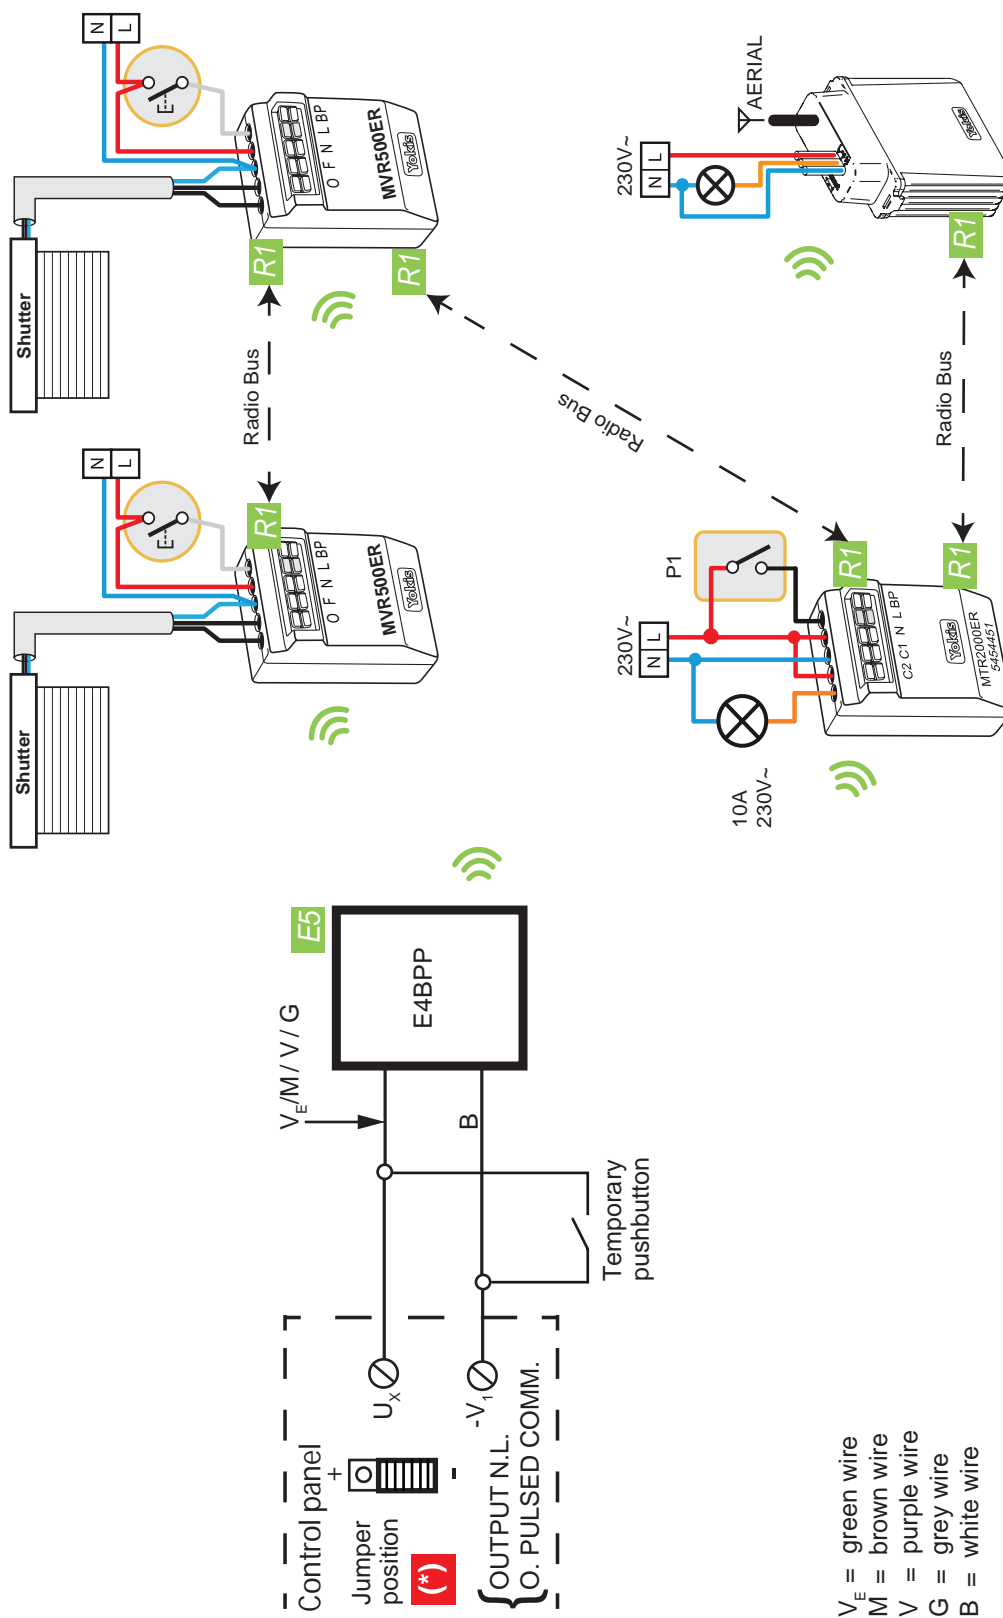 Shutter
N
L
O F N L BP
MVR500ER
Yokis
R1
R1
Radio Bus
Shutter
N
L
O F N L BP
MVR500ER
Yokis
R1
Radio Bus
230V~
N
L
AERIAL
Yokis
R1
Radio Bus
230V~
N
L
P1
10A
230V~
C2 C1 N L BP
Yokis
MTR2000ER
5454451
R1
R1
E5
E4BPP
VE/M / V / G
B
Temporary
pushbutton
Control panel
Jumper
position
(*)
+
-
UX
-V1
OUTPUT N.L.
O. PULSED COMM.
VE = green wire
M = brown wire
V = purple wire
G = grey wire
B = white wire